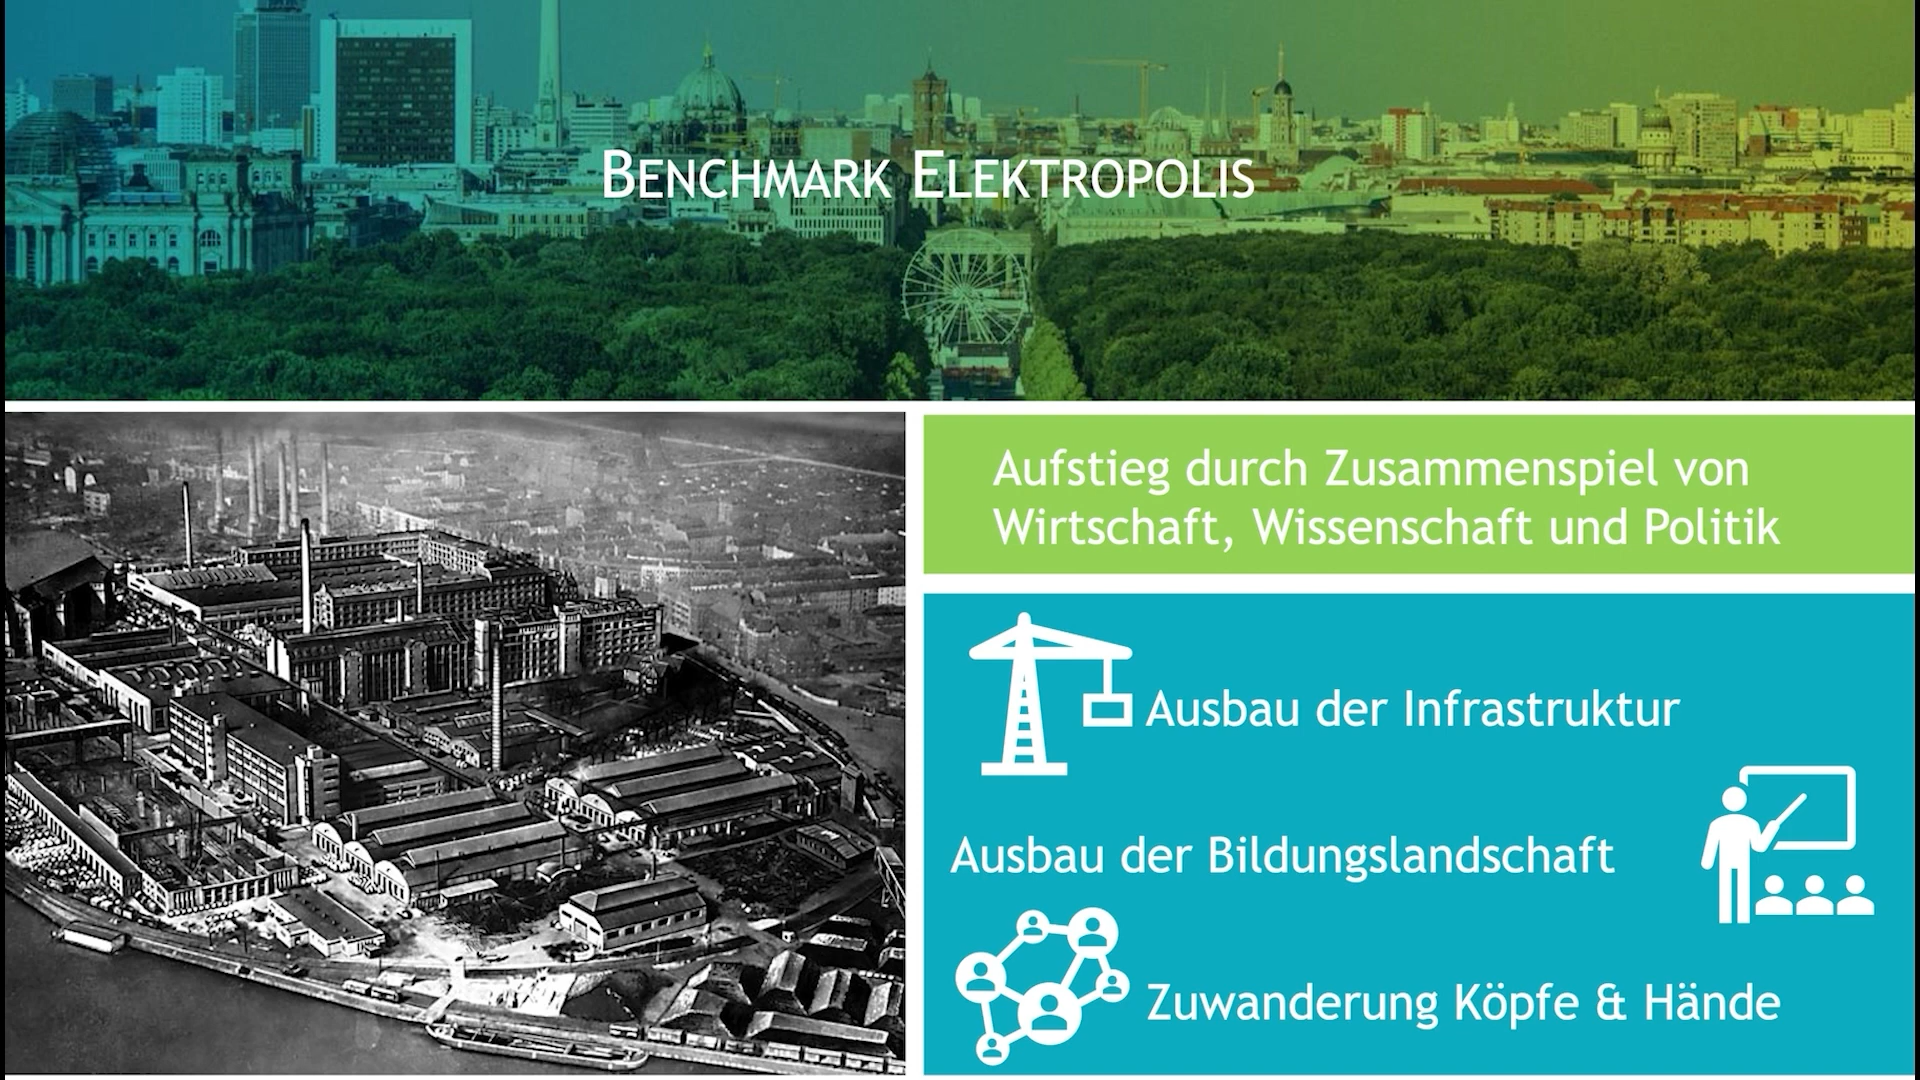 BENCHMARK ELEKTROPOLIS
Aufstieg durch Zusammenspiel von
Wirtschaft, Wissenschaft und Politik
Ausbau der Infrastruktur
Ausbau der Bildungslandschaft
Zuwanderung Köpfe & Hände